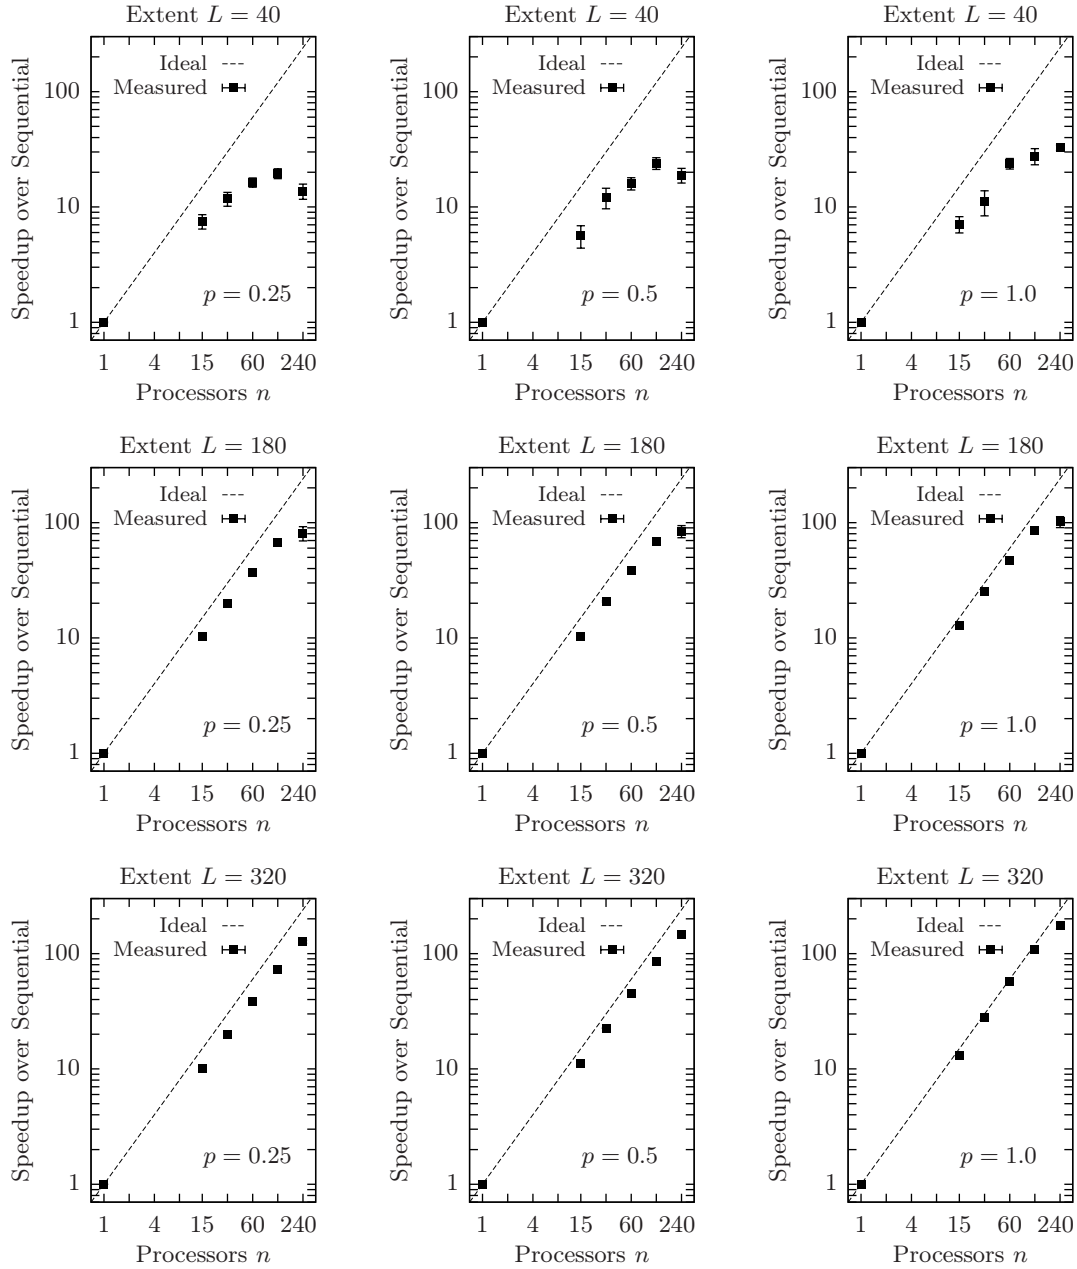 Extent L = 40
Extent L = 40
Extent L = 40
Speedup over Sequential
100
10
1
Ideal
Measured
p = 0.25
1 4 15 60 240
Processors n
Speedup over Sequential
100
10
1
Ideal
Measured
p = 0.5
1 4 15 60 240
Processors n
Speedup over Sequential
100
10
1
Ideal
Measured
p = 1.0
1 4 15 60 240
Processors n
Extent L = 180
Extent L = 180
Extent L = 180
Speedup over Sequential
100
10
1
Ideal
Measured
p = 0.25
1 4 15 60 240
Processors n
Speedup over Sequential
100
10
1
Ideal
Measured
p = 0.5
1 4 15 60 240
Processors n
Speedup over Sequential
100
10
1
Ideal
Measured
p = 1.0
1 4 15 60 240
Processors n
Extent L = 320
Extent L = 320
Extent L = 320
Speedup over Sequential
100
10
1
Ideal
Measured
p = 0.25
1 4 15 60 240
Processors n
Speedup over Sequential
100
10
1
Ideal
Measured
p = 0.5
1 4 15 60 240
Processors n
Speedup over Sequential
100
10
1
Ideal
Measured
p = 1.0
1 4 15 60 240
Processors n